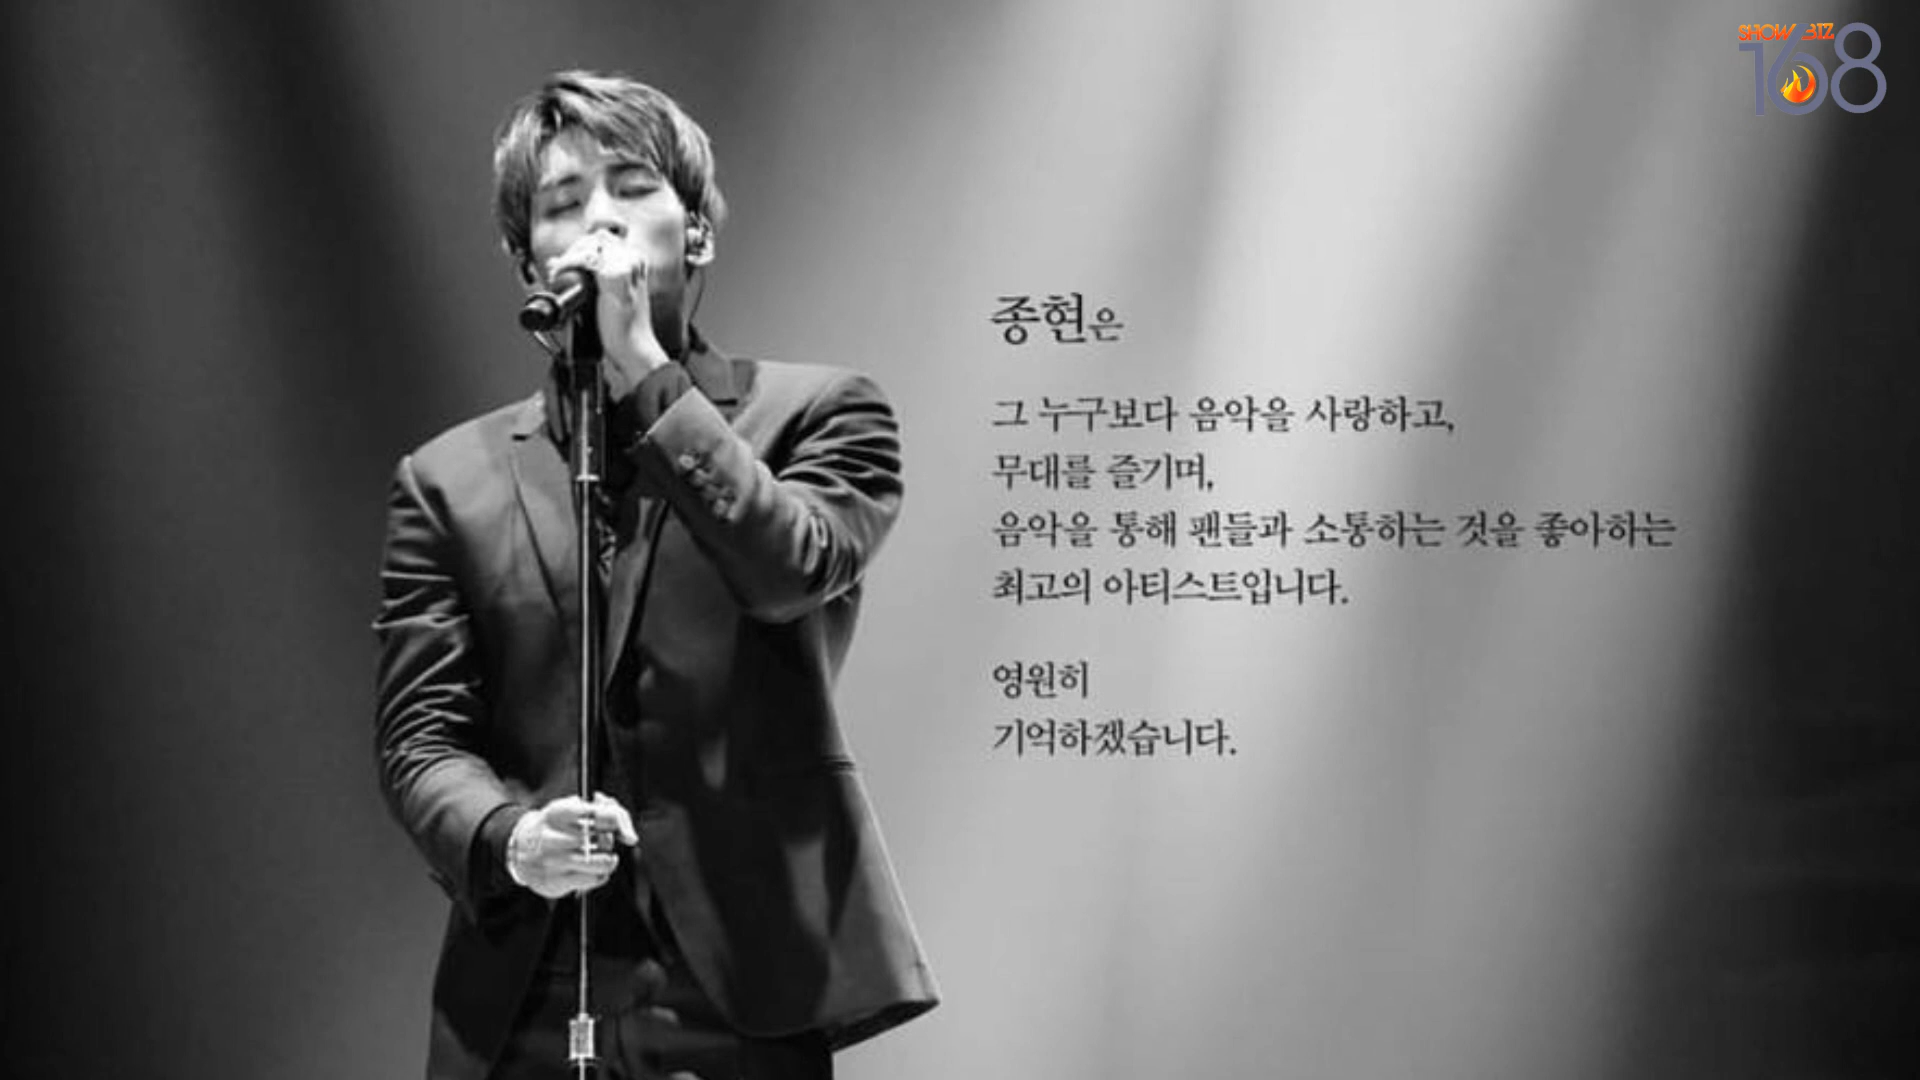 SHOW BIZ
168
종현은
그 누구보다 음악을 사랑하고,
무대를 즐기며,
음악을 통해 팬들과 소통하는 것을 좋아하는
최고의 아티스트입니다.
영원히
기억하겠습니다.